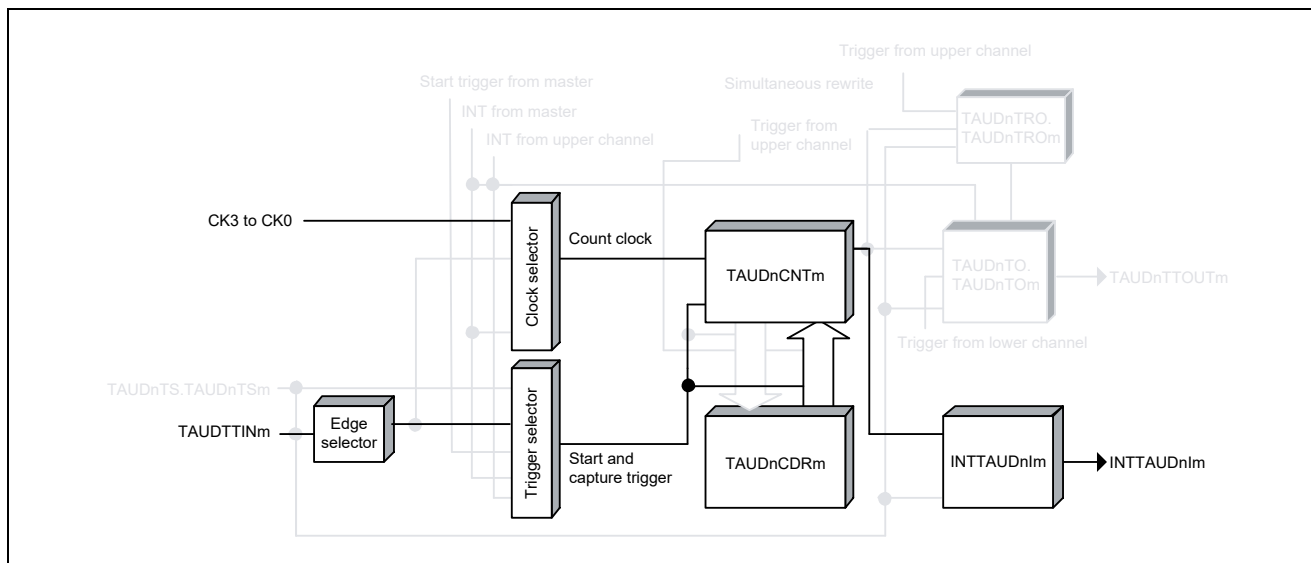 Trigger from upper channel
Start trigger from master
Simultaneous rewrite
INT from master
TAUDnTRO.
TAUDnTROm
Trigger from
upper channel
INT from upper channel
CK3 to CK0
Clock selector
Count clock
TAUDnCNTm
TAUDnTO.
TAUDnTOm
TAUDnTTOUTm
Trigger from lower channel
TAUDnTS.TAUDnTSm
TAUDTTINm
Edge
selector
Trigger selector
Start and
capture trigger
TAUDnCDRm
INTTAUDnIm
INTTAUDnIm